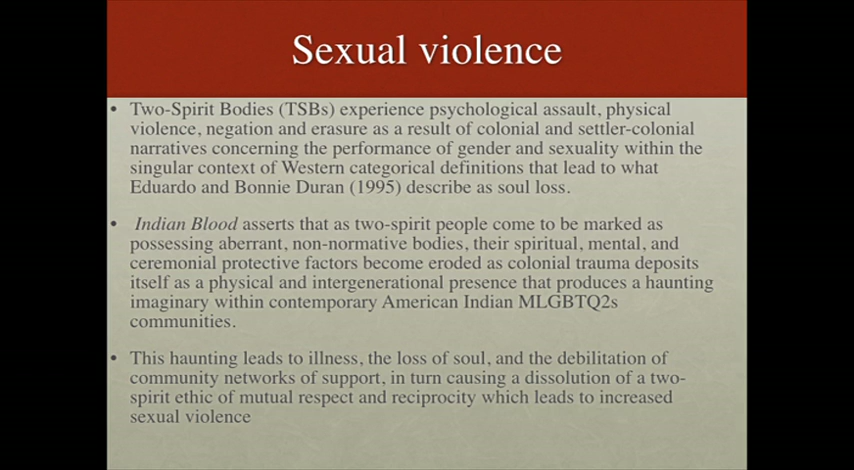 Sexual violence
• Two-Spirit Bodies (TSBs) experience psychological assault, physical
violence, negation and erasure as a result of colonial and settler-colonial
narratives concerning the performance of gender and sexuality within the
singular context of Western categorical definitions that lead to what
Eduardo and Bonnie Duran (1995) describe as soul loss.
• Indian Blood asserts that as two-spirit people come to be marked as
possessing aberrant, non-normative bodies, their spiritual, mental, and
ceremonial protective factors become eroded as colonial trauma deposits
itself as a physical and intergenerational presence that produces a haunting
imaginary within contemporary American Indian MLGBTQ2s
communities.
• This haunting leads to illness, the loss of soul, and the debilitation of
community networks of support, in turn causing a dissolution of a two-
spirit ethic of mutual respect and reciprocity which leads to increased
sexual violence